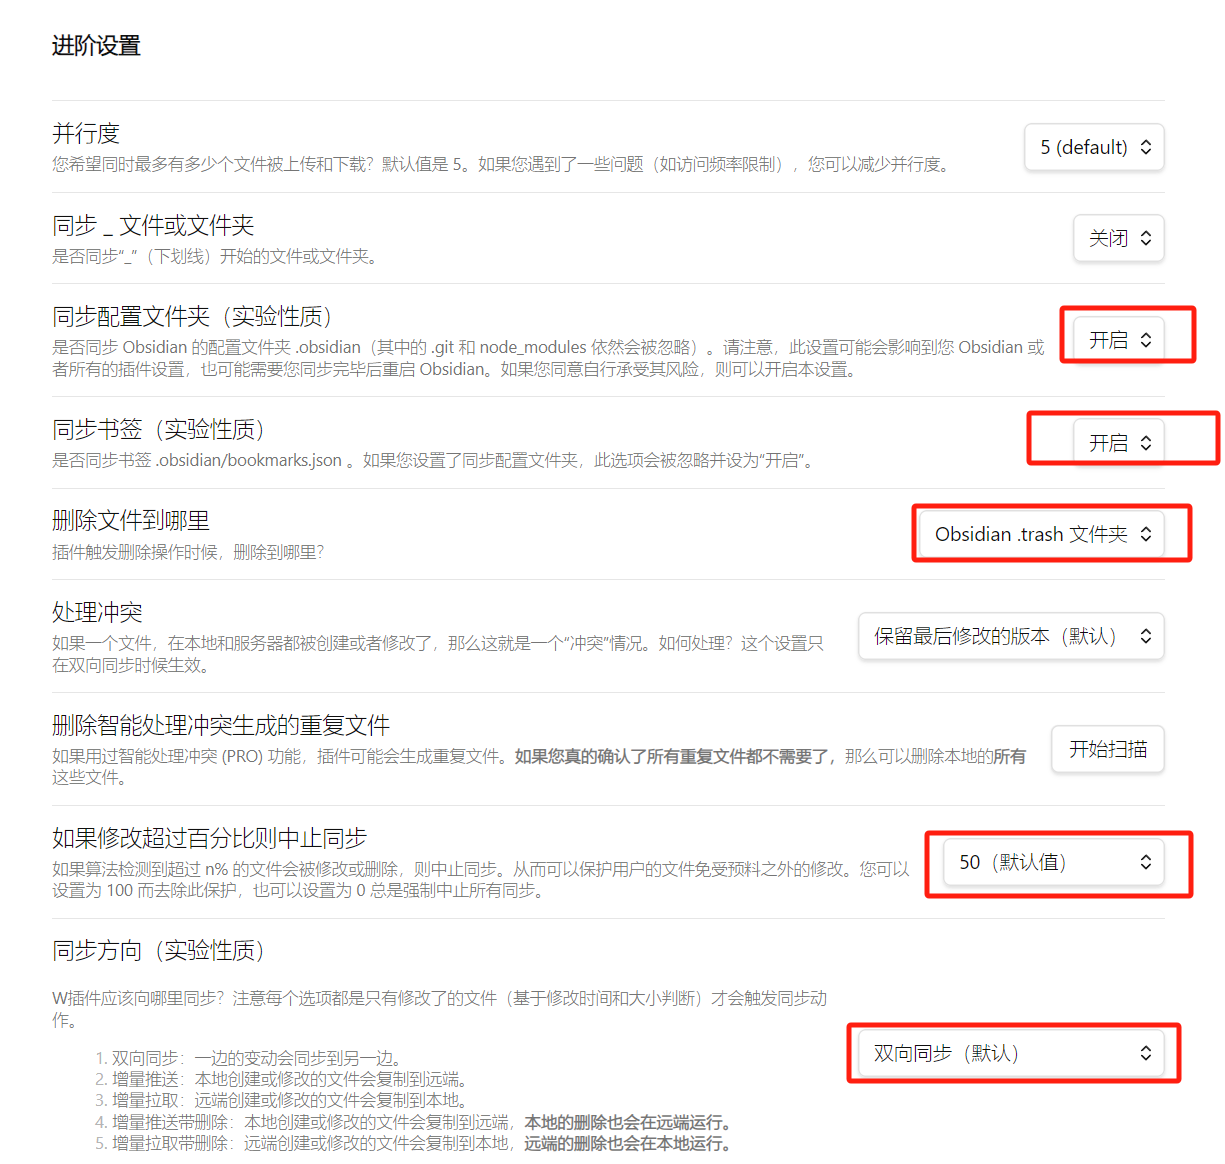 进阶设置
并行度
您希望同时最多有多少个文件被上传和下载？默认值是 5。如果您遇到了一些问题（如访问频率限制），您可以减少并行度。
5 (default)
同步 _ 文件或文件夹
是否同步“_”（下划线）开始的文件或文件夹。
关闭
同步配置文件夹（实验性质）
是否同步 Obsidian 的配置文件夹 .obsidian（其中的 .git 和 node_modules 依然会被忽略）。请注意，此设置可能会影响到您 Obsidian 或
者所有的插件设置，也可能需要您同步完毕后重启 Obsidian。如果您同意自行承受其风险，则可以开启本设置。
开启
同步书签（实验性质）
是否同步书签 .obsidian/bookmarks.json 。如果您设置了同步配置文件夹，此选项会被忽略并设为“开启”。
开启
删除文件到哪里
插件触发删除操作时候，删除到哪里？
Obsidian .trash 文件夹
处理冲突
如果一个文件，在本地和服务器都被创建或者修改了，那么这就是一个“冲突”情况。如何处理？这个设置只
在双向同步时候生效。
保留最后修改的版本（默认）
删除智能处理冲突生成的重复文件
如果用过智能处理冲突 (PRO) 功能，插件可能会生成重复文件。如果您真的确认了所有重复文件都不需要了，那么可以删除本地的所有
这些文件。
开始扫描
如果修改超过百分比则中止同步
如果算法检测到超过 n% 的文件会被修改或删除，则中止同步。从而可以保护用户的文件免受预料之外的修改。您可以
设置为 100 而去除此保护，也可以设置为 0 总是强制中止所有同步。
50（默认值）
同步方向（实验性质）
W插件应该向哪里同步？注意每个选项都是只有修改了的文件（基于修改时间和大小判断）才会触发同步动
作。
1. 双向同步：一边的变动会同步到另一边。
2. 增量推送：本地创建或修改的文件会复制到远端。
3. 增量拉取：远端创建或修改的文件会复制到本地。
4. 增量推送带删除：本地创建或修改的文件会复制到远端，本地的删除也会在远端运行。
5. 增量拉取带删除：远端创建或修改的文件会复制到本地，远端的删除也会在本地运行。
双向同步（默认）